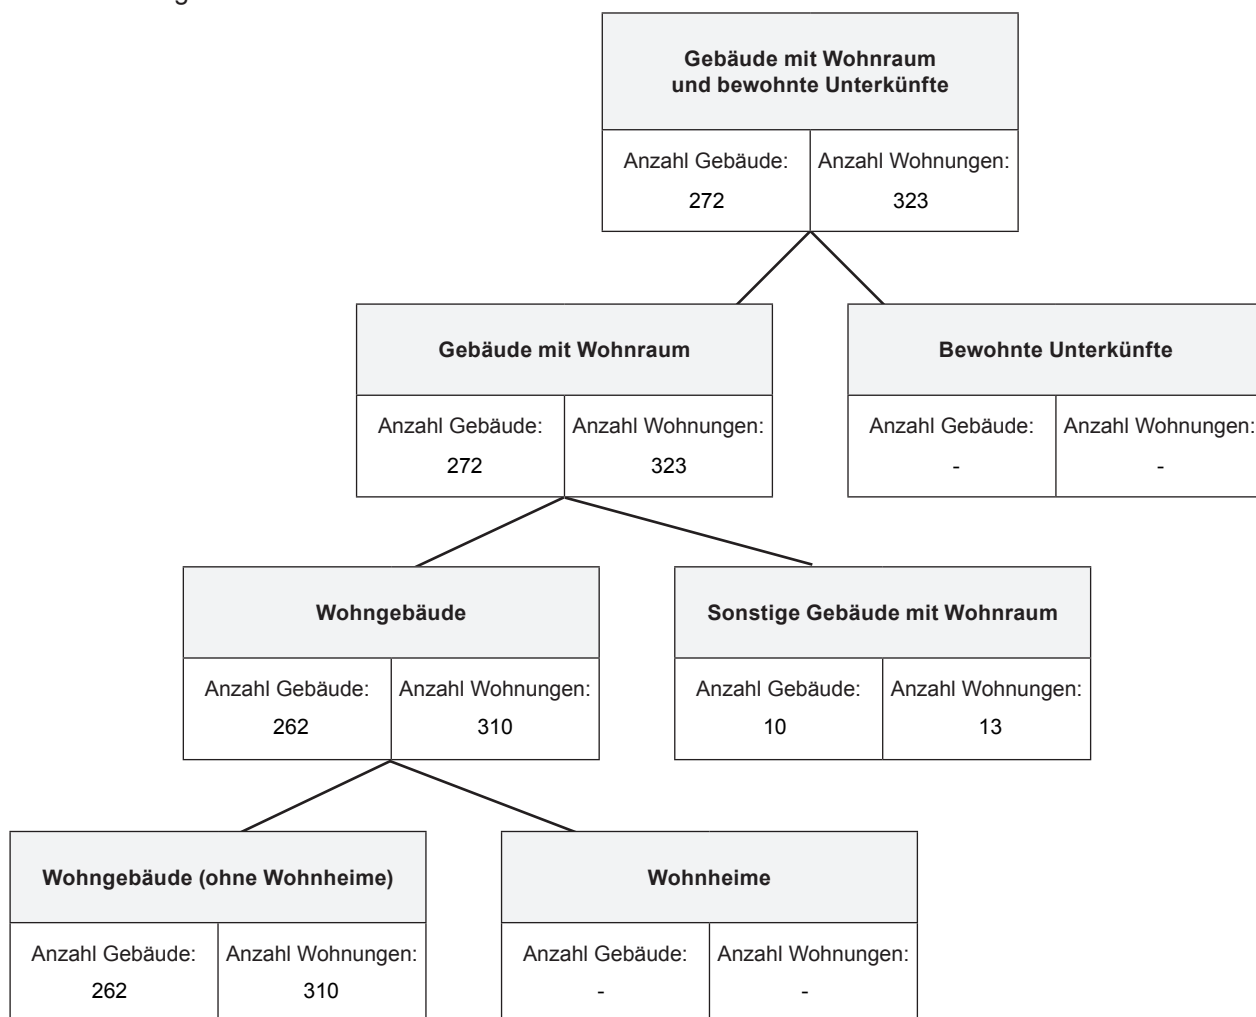 Gebäude mit Wohnraum
und bewohnte Unterkünfte
Anzahl Gebäude: Anzahl Wohnungen:
272 323
Gebäude mit Wohnraum Bewohnte Unterkünfte
Anzahl Gebäude: Anzahl Wohnungen: Anzahl Gebäude: Anzahl Wohnungen:
272 323 - -
Wohngebäude Sonstige Gebäude mit Wohnraum
Anzahl Gebäude: Anzahl Wohnungen: Anzahl Gebäude: Anzahl Wohnungen:
262 310 10 13
Wohngebäude (ohne Wohnheime) Wohnheime
Anzahl Gebäude: Anzahl Wohnungen: Anzahl Gebäude: Anzahl Wohnungen:
262 310 - -